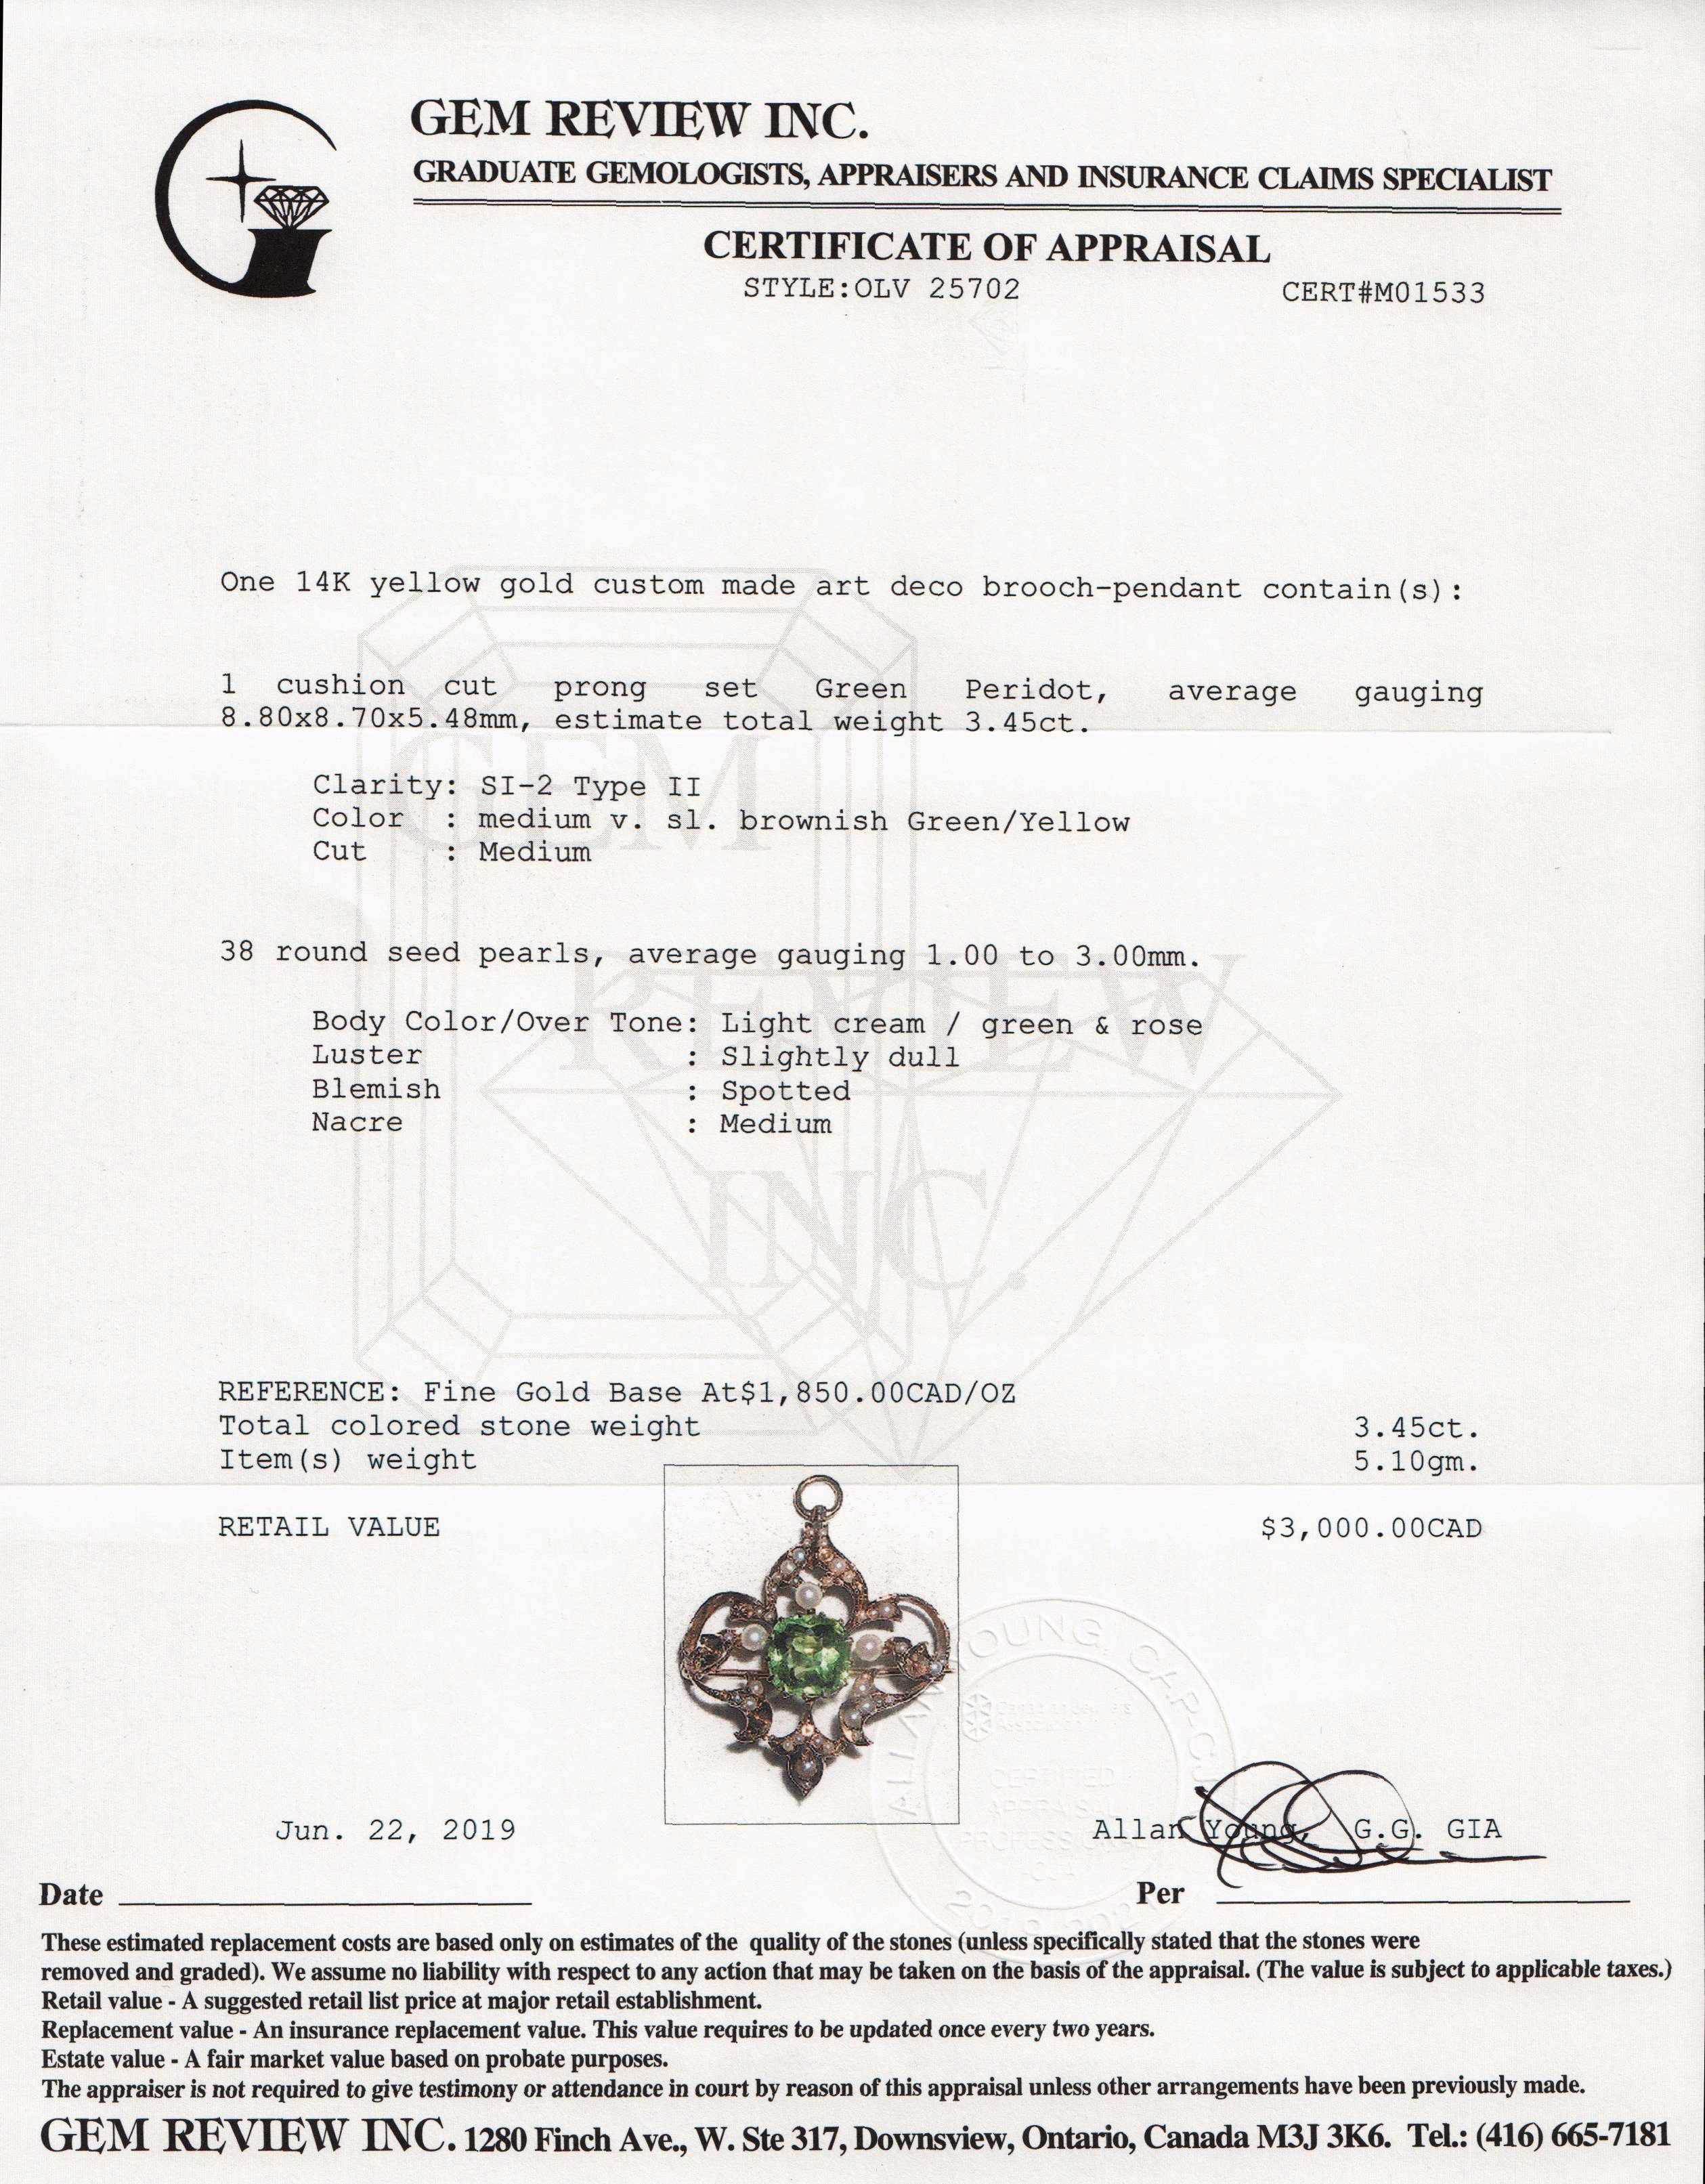 GEM REVIEW INC.
GRADUATE GEMOLOGISTS, APPRAISERS AND INSURANCE CLAIMS SPECIALIST
CERTIFICATE OF APPRAISAL
STYLE:OLV 25702
CERT#M01533
One 14K yellow gold custom made art deco brooch-pendant contain(s):
1 cushion cut prong set Green Peridot, average gauging
8.80x8.70x5.48mm, estimate total weight 3.45ct.
Clarity: SI-2 Type II
Color : medium v. sl. brownish Green/Yellow
Cut : Medium
38 round seed pearls, average gauging 1.00 to 3.00mm.
Body Color/Over Tone: Light cream / green & rose
Luster : Slightly dull
Blemish : Spotted
Nacre : Medium
GEM
REVIEW
INC.
REFERENCE: Fine Gold Base At$1,850.00CAD/OZ
Total colored stone weight 3.45ct.
Item(s) weight 5.10gm.
RETAIL VALUE $3,000.00CAD
ALLAN YOUNG, CAP-CJA
Jun. 22, 2019
Allan Young, G.G. GIA
Date
Per
These estimated replacement costs are based only on estimates of the quality of the stones (unless specifically stated that the stones were
removed and graded). We assume no liability with respect to any action that may be taken on the basis of the appraisal. (The value is subject to applicable taxes.)
Retail value - A suggested retail list price at major retail establishment.
Replacement value - An insurance replacement value. This value requires to be updated once every two years.
Estate value - A fair market value based on probate purposes.
The appraiser is not required to give testimony or attendance in court by reason of this appraisal unless other arrangements have been previously made.
GEM REVIEW INC. 1280 Finch Ave., W. Ste 317, Downsview, Ontario, Canada M3J 3K6. Tel.: (416) 665-7181